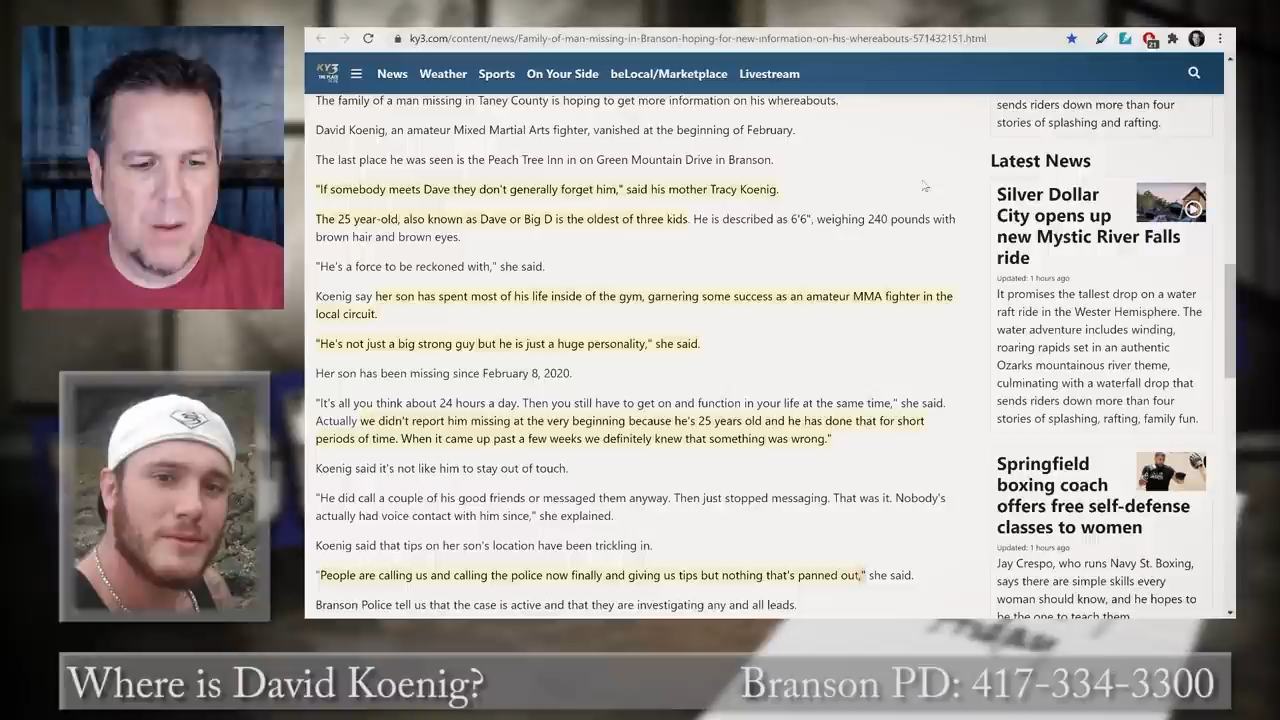 ky3.com/content/news/Family-of-man-missing-in-Branson-hoping-for-new-information-on-his-whereabouts-571432151.html
21
KY3
THE PLACE
News Weather Sports On Your Side beLocal/Marketplace Livestream
The family of a man missing in Taney County is hoping to get more information on his whereabouts.
David Koenig, an amateur Mixed Martial Arts fighter, vanished at the beginning of February.
The last place he was seen is the Peach Tree Inn in on Green Mountain Drive in Branson.
"If somebody meets Dave they don't generally forget him," said his mother Tracy Koenig.
The 25 year-old, also known as Dave or Big D is the oldest of three kids. He is described as 6'6", weighing 240 pounds with
brown hair and brown eyes.
"He's a force to be reckoned with," she said.
Koenig say her son has spent most of his life inside of the gym, garnering some success as an amateur MMA fighter in the
local circuit.
"He's not just a big strong guy but he is just a huge personality," she said.
Her son has been missing since February 8, 2020.
"It's all you think about 24 hours a day. Then you still have to get on and function in your life at the same time," she said.
Actually we didn't report him missing at the very beginning because he's 25 years old and he has done that for short
periods of time. When it came up past a few weeks we definitely knew that something was wrong."
Koenig said it's not like him to stay out of touch.
"He did call a couple of his good friends or messaged them anyway. Then just stopped messaging. That was it. Nobody's
actually had voice contact with him since," she explained.
Koenig said that tips on her son's location have been trickling in.
"People are calling us and calling the police now finally and giving us tips but nothing that's panned out," she said.
Branson Police tell us that the case is active and that they are investigating any and all leads.
sends riders down more than four
stories of splashing and rafting.
Latest News
Silver Dollar
City opens up
new Mystic River Falls
ride
Updated: 1 hours ago
It promises the tallest drop on a water
raft ride in the Wester Hemisphere. The
water adventure includes winding,
roaring rapids set in an authentic
Ozarks mountainous river theme,
culminating with a waterfall drop that
sends riders down more than four
stories of splashing, rafting, family fun.
Springfield
boxing coach
offers free self-defense
classes to women
Updated: 1 hours ago
Jay Crespo, who runs Navy St. Boxing,
says there are simple skills every
woman should know, and he hopes to
be the one to teach them.
Where is David Koenig? Branson PD: 417-334-3300